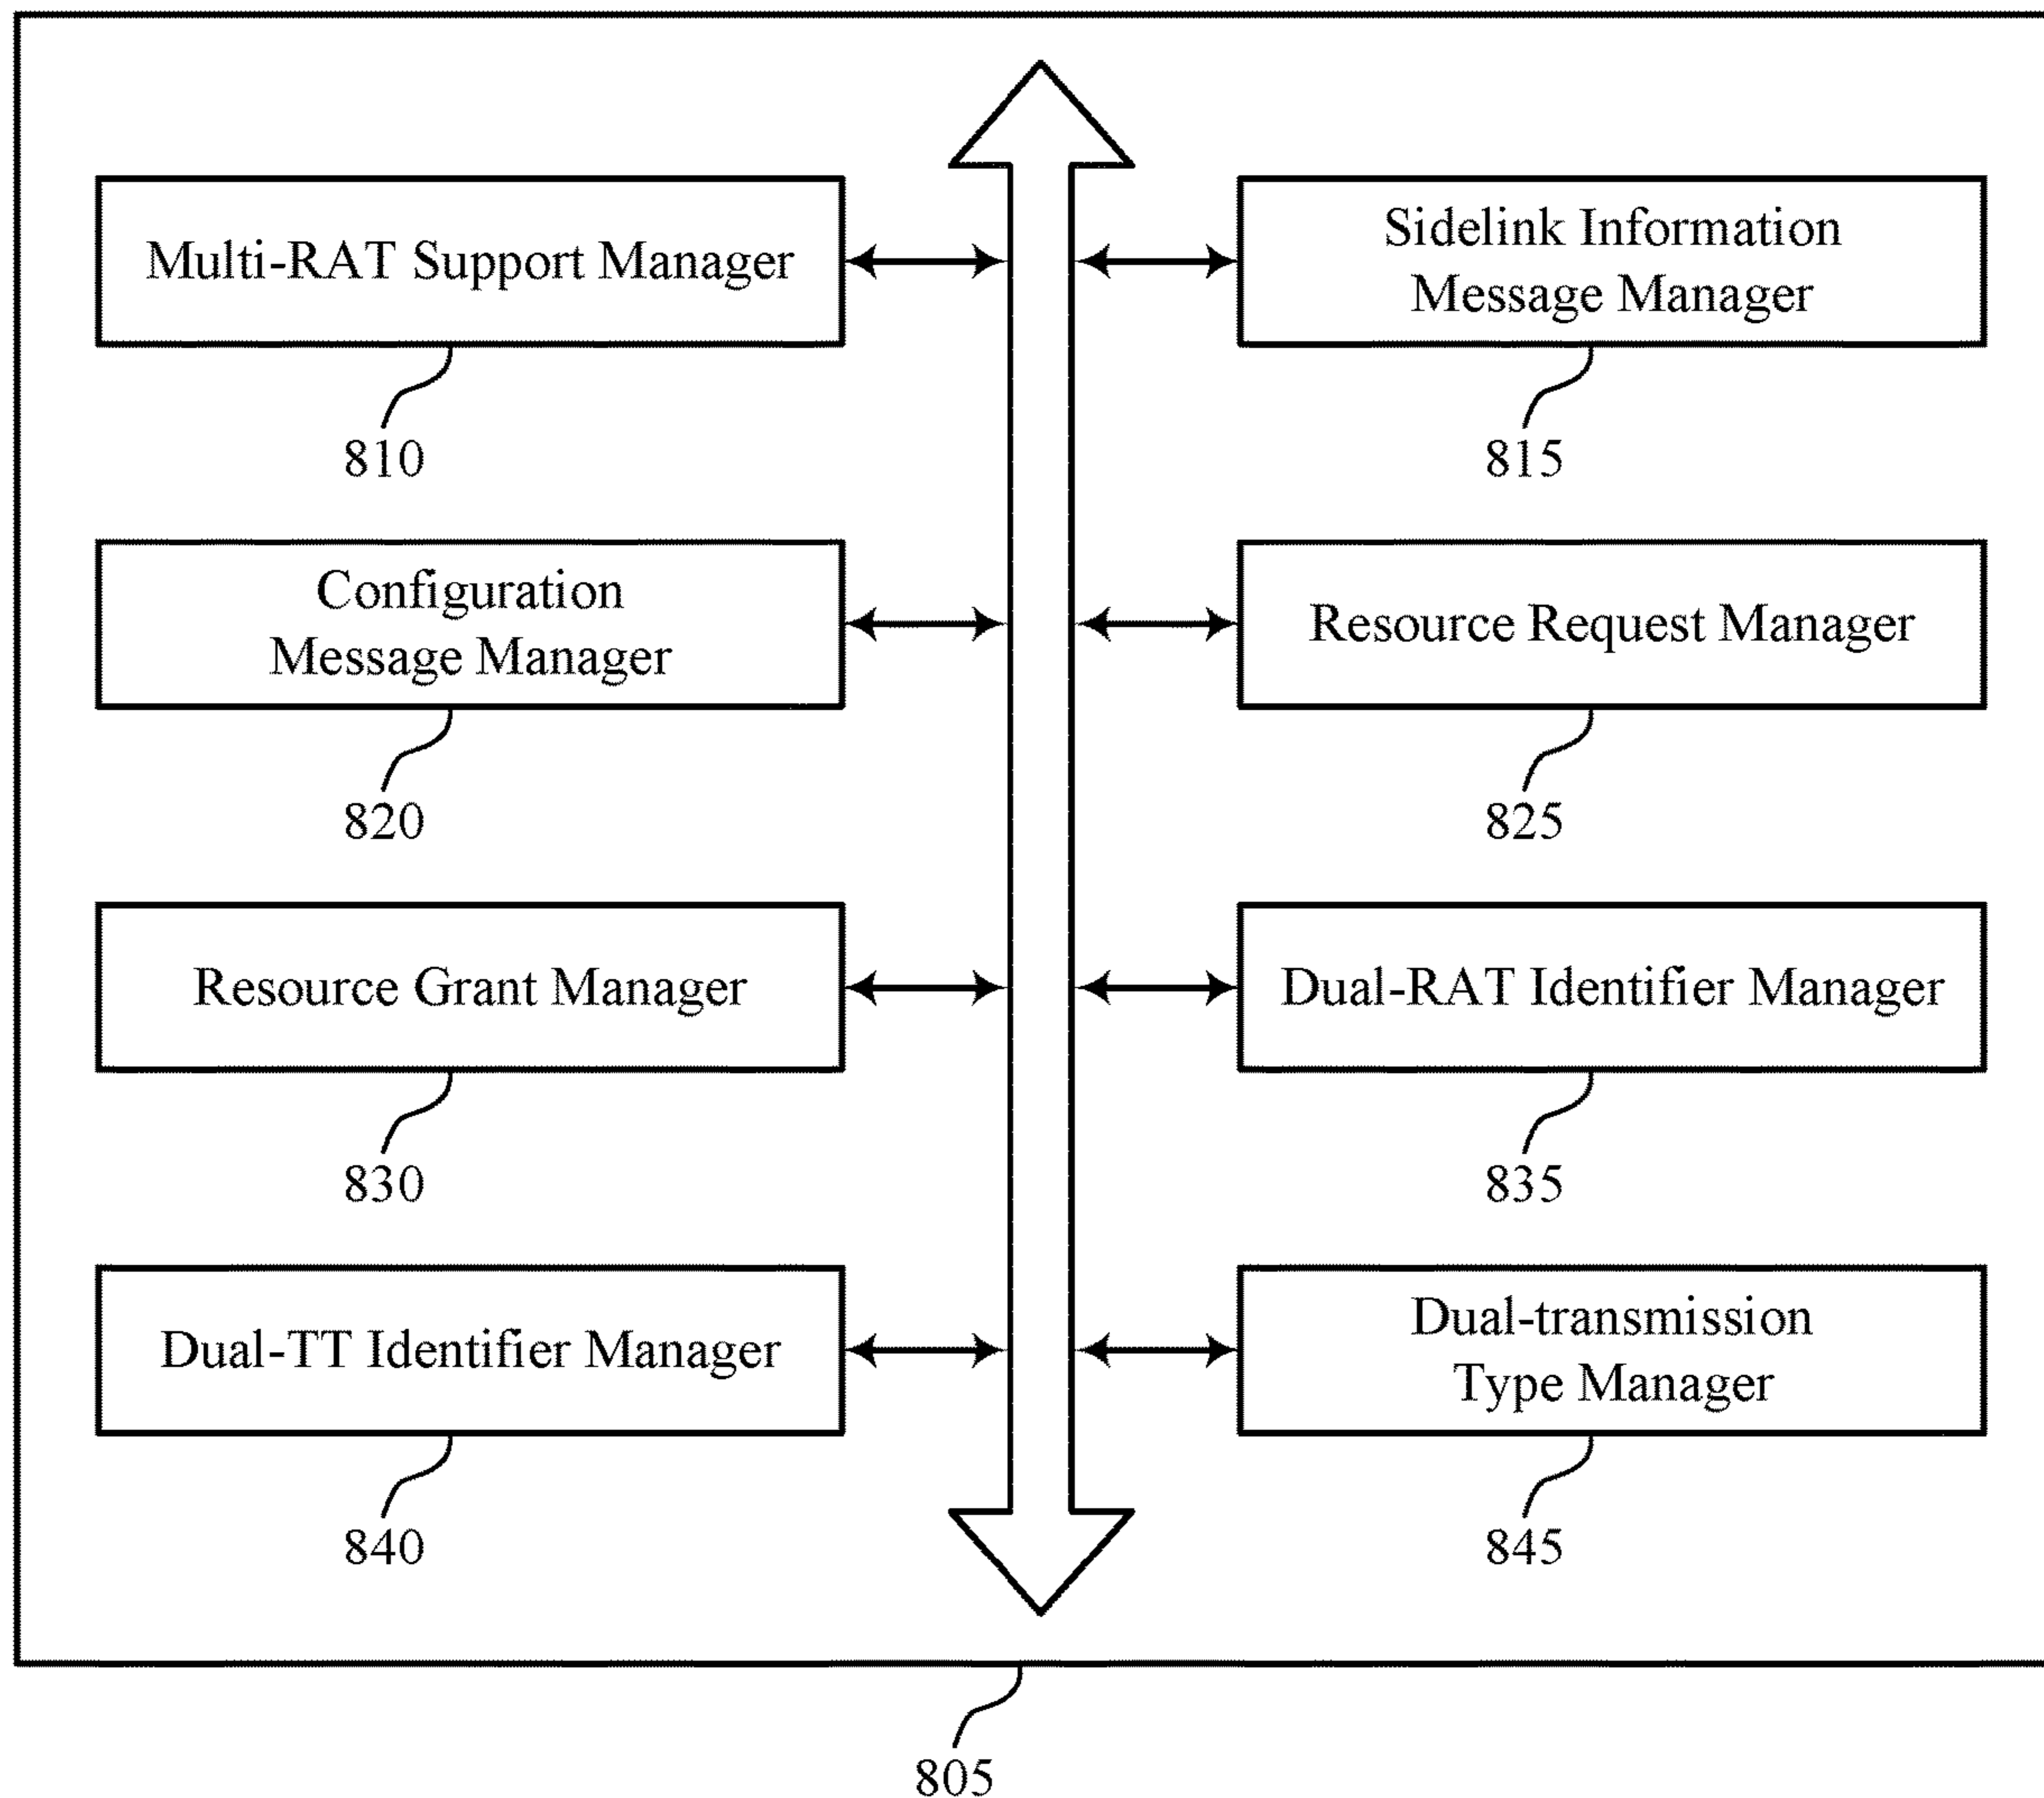 Multi-RAT Support Manager
810
Sidelink Information
Message Manager
815
Configuration
Message Manager
820
Resource Request Manager
825
Resource Grant Manager
830
Dual-RAT Identifier Manager
835
Dual-TT Identifier Manager
840
Dual-transmission
Type Manager
845
805